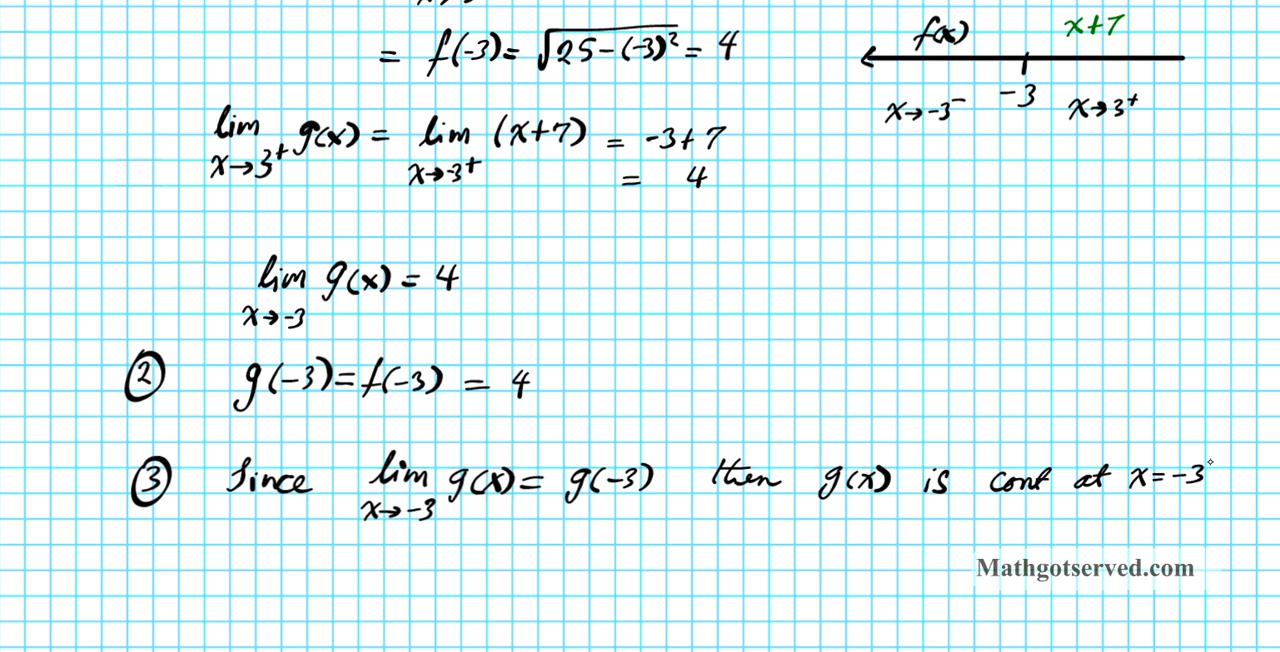 = f(-3) = √25-(-3)² = 4
f(x) x+7
x→-3⁻ -3 x→3⁺
lim g(x) = lim (x+7) = -3+7
x→3⁺ x→-3⁺
= 4
lim g(x) = 4
x→-3
② g(-3) = f(-3) = 4
③ Since lim g(x) = g(-3) then g(x) is cont at x = -3
x→-3
Mathgotserved.com